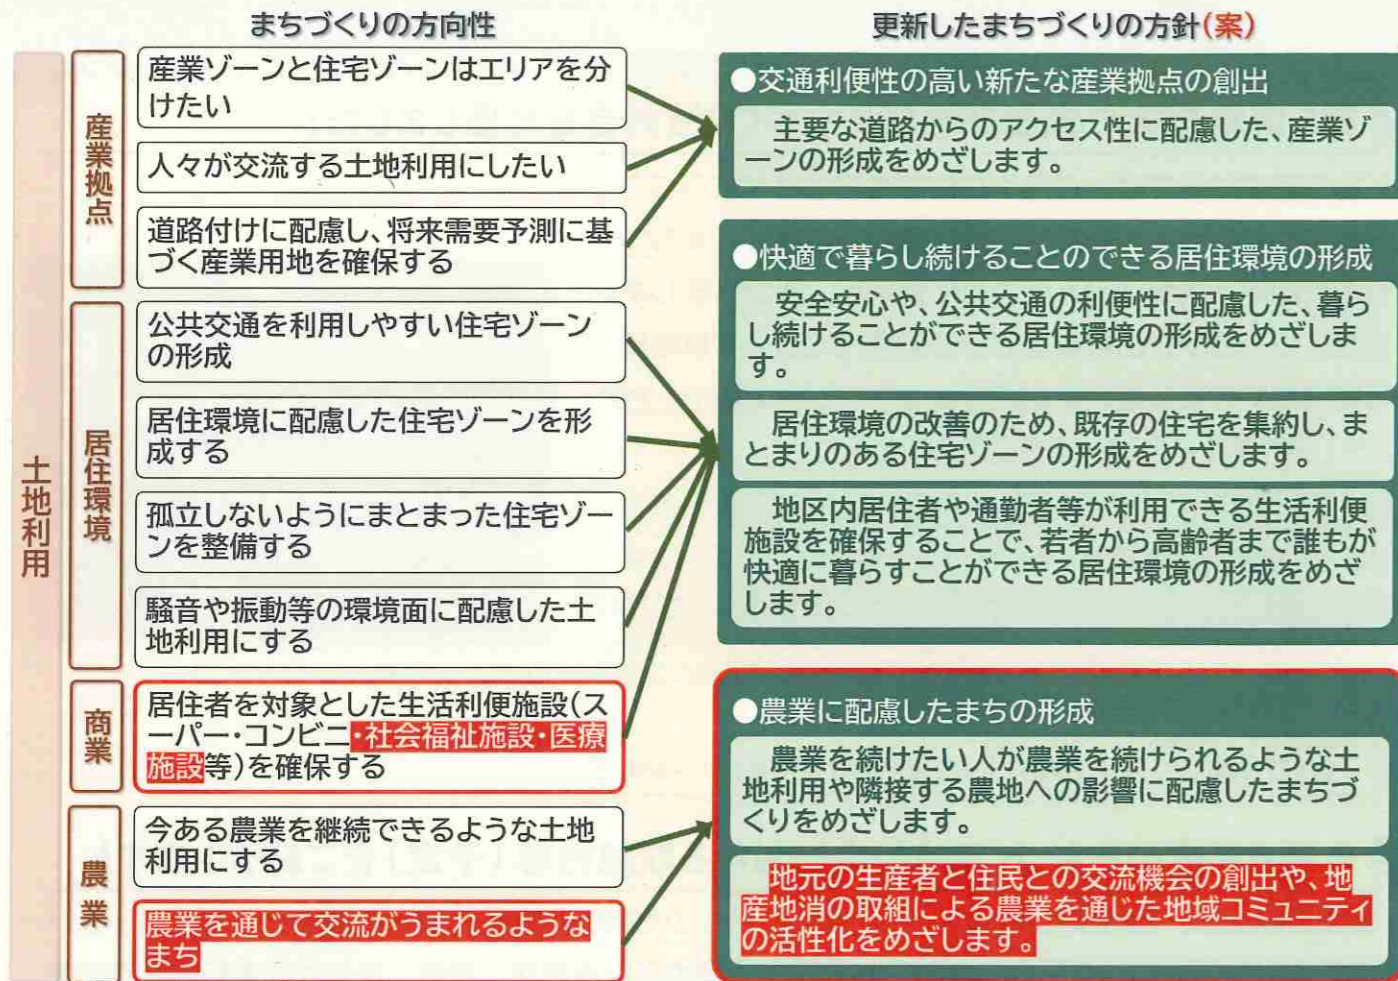 まちづくりの方向性
更新したまちづくりの方針(案)
土地利用
産業拠点
産業ゾーンと住宅ゾーンはエリアを分
けたい
人々が交流する土地利用にしたい
道路付けに配慮し、将来需要予測に基
づく産業用地を確保する
居住環境
公共交通を利用しやすい住宅ゾーン
の形成
居住環境に配慮した住宅ゾーンを形
成する
孤立しないようにまとまった住宅ゾー
ンを整備する
騒音や振動等の環境面に配慮した土
地利用にする
商業
居住者を対象とした生活利便施設(ス
ーパー・コンビニ・社会福祉施設・医療
施設等)を確保する
農業
今ある農業を継続できるような土地
利用にする
農業を通じて交流がうまれるような
まち
●交通利便性の高い新たな産業拠点の創出
主要な道路からのアクセス性に配慮した、産業ゾ
ーンの形成をめざします。
●快適で暮らし続けることのできる居住環境の形成
安全安心や、公共交通の利便性に配慮した、暮ら
し続けることができる居住環境の形成をめざしま
す。
居住環境の改善のため、既存の住宅を集約し、ま
とまりのある住宅ゾーンの形成をめざします。
地区内居住者や通勤者等が利用できる生活利便
施設を確保することで、若者から高齢者まで誰もが
快適に暮らすことができる居住環境の形成をめざ
します。
●農業に配慮したまちの形成
農業を続けたい人が農業を続けられるような土
地利用や隣接する農地への影響に配慮したまちづ
くりをめざします。
地元の生産者と住民との交流機会の創出や、地
産地消の取組による農業を通じた地域コミュニティ
の活性化をめざします。